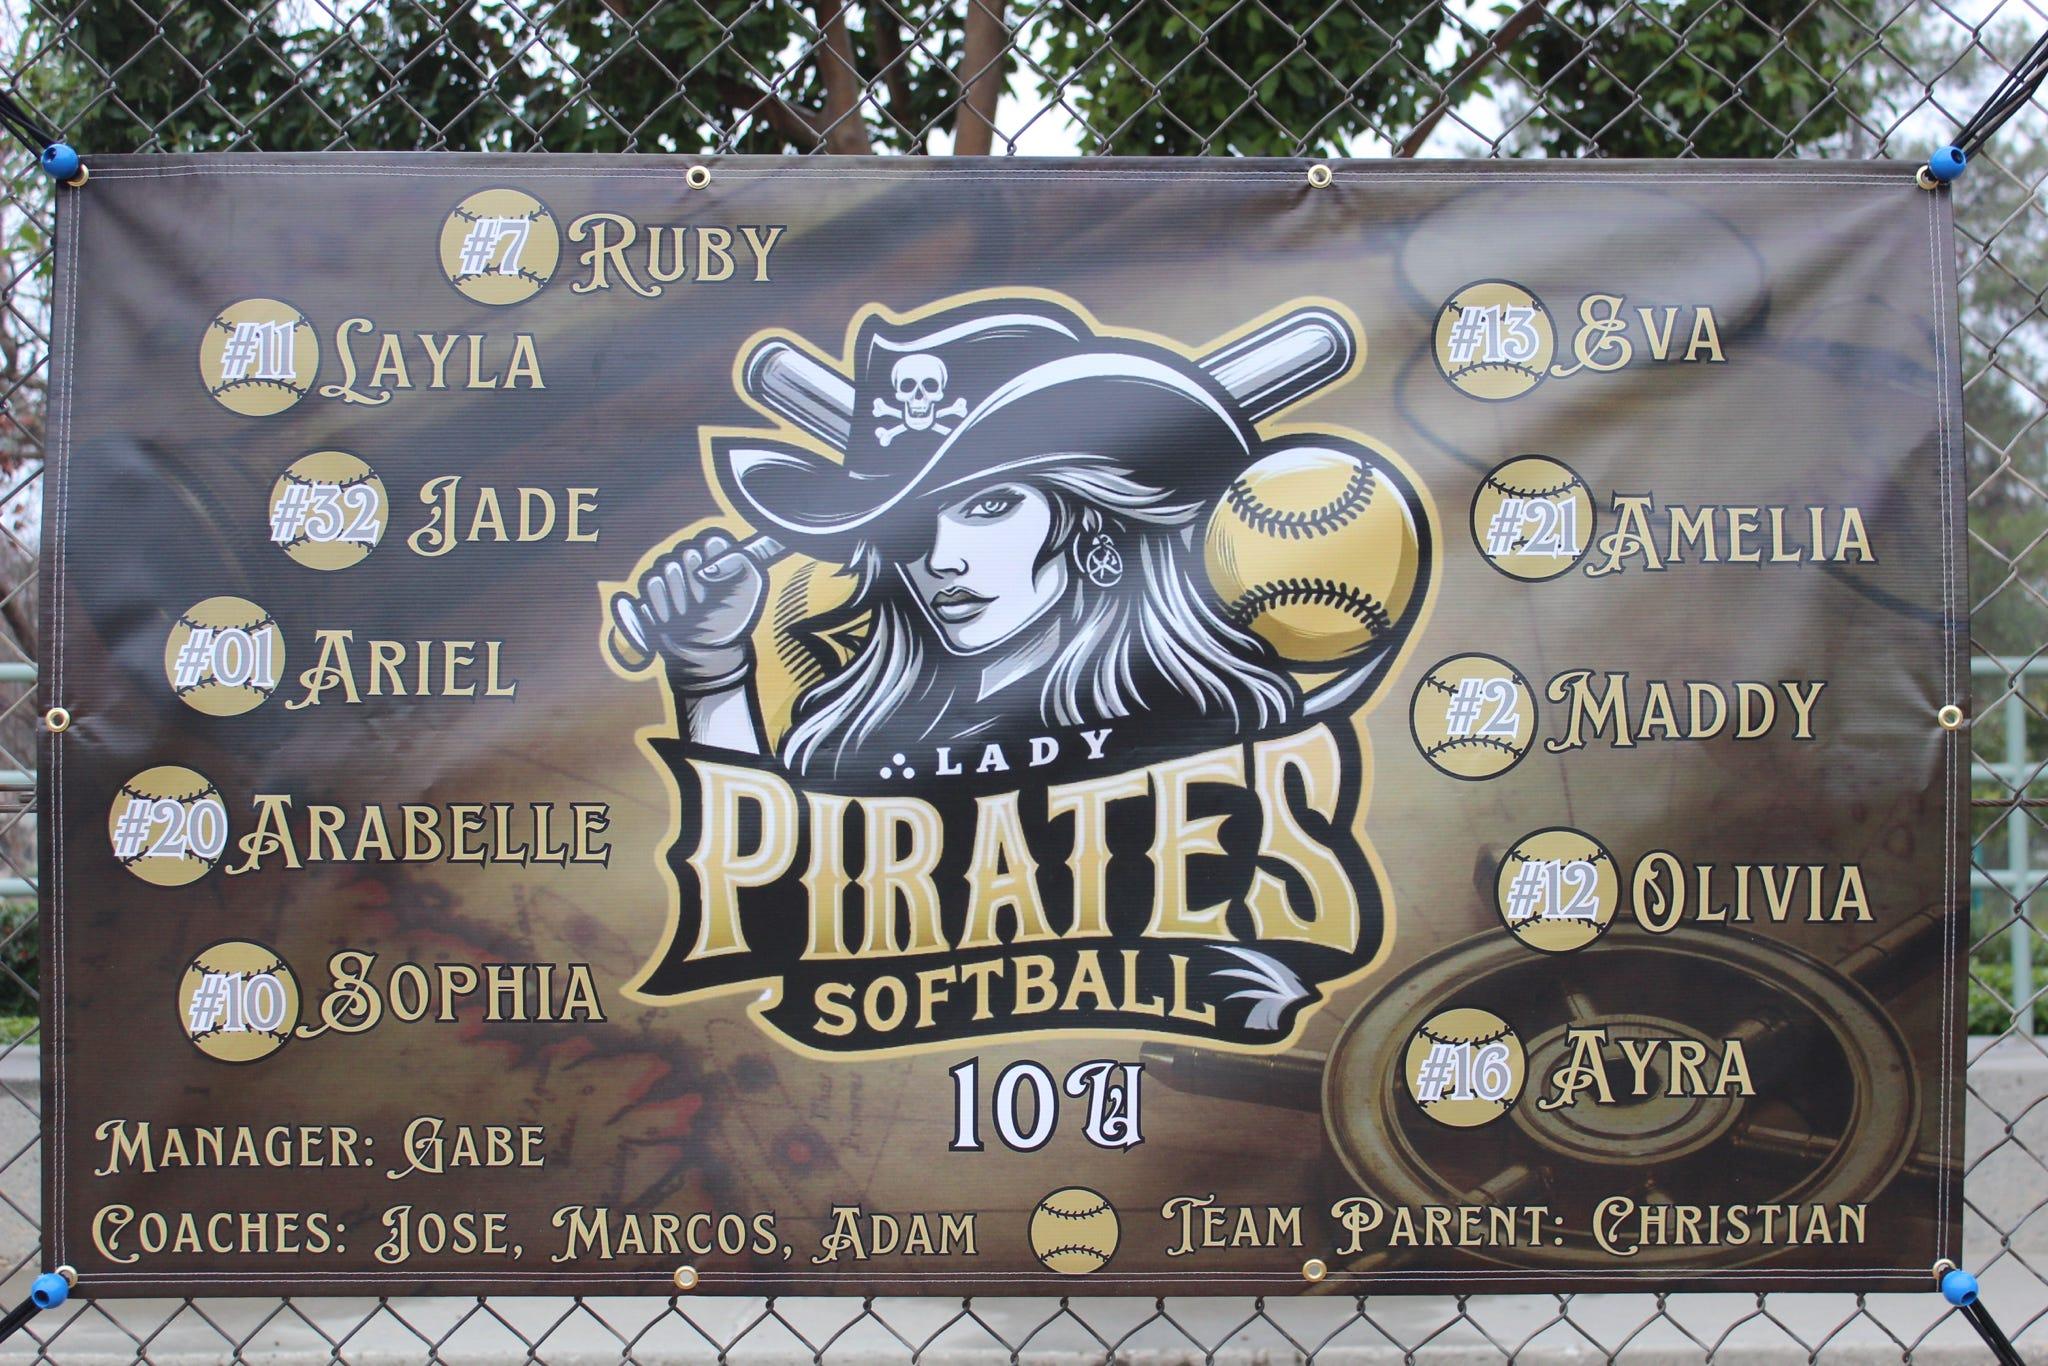 #7 Ruby
#11 Layla
#32 Jade
#01 Ariel
#20 Arabelle
#10 Sophia
#13 Eva
#21 Amelia
#2 Maddy
#12 Olivia
#16 Ayra
LADY
PIRATES
SOFTBALL
10U
Manager: Gabe
Coaches: Jose, Marcos, Adam
Team Parent: Christian